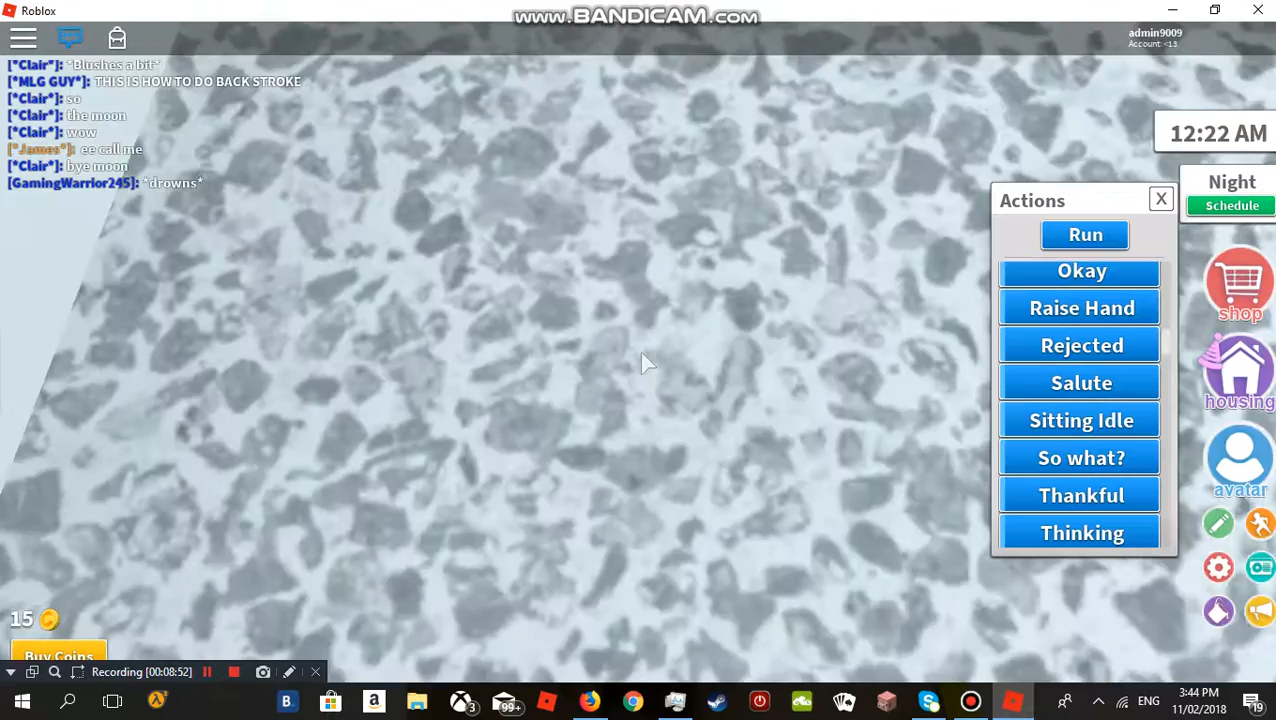 Roblox
www.BANDICAM.com
admin9009
Account: <13
[*Clair*]: *Blushes a bit*
[*MLG GUY*]: THIS IS HOW TO DO BACK STROKE
[*Clair*]: so
[*Clair*]: the moon
[*Clair*]: wow
[*James*]: ee call me
[*Clair*]: bye moon
[GamingWarrior245]: *drowns*
12:22 AM
Night
Schedule
Actions
X
Run
Okay
Raise Hand
Rejected
Salute
Sitting Idle
So what?
Thankful
Thinking
shop
housing
avatar
15
Buy Coins
Recording [00:08:52]
B
a
3
99+
ENG
3:44 PM
11/02/2018
19